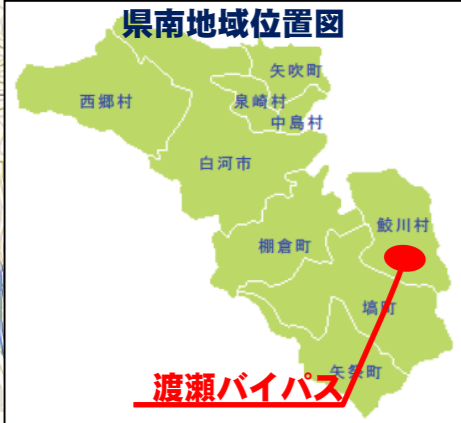 県南地域位置図
矢吹町
西郷村
泉崎村
中島村
白河市
鮫川村
棚倉町
塙町
矢祭町
渡瀬バイパス